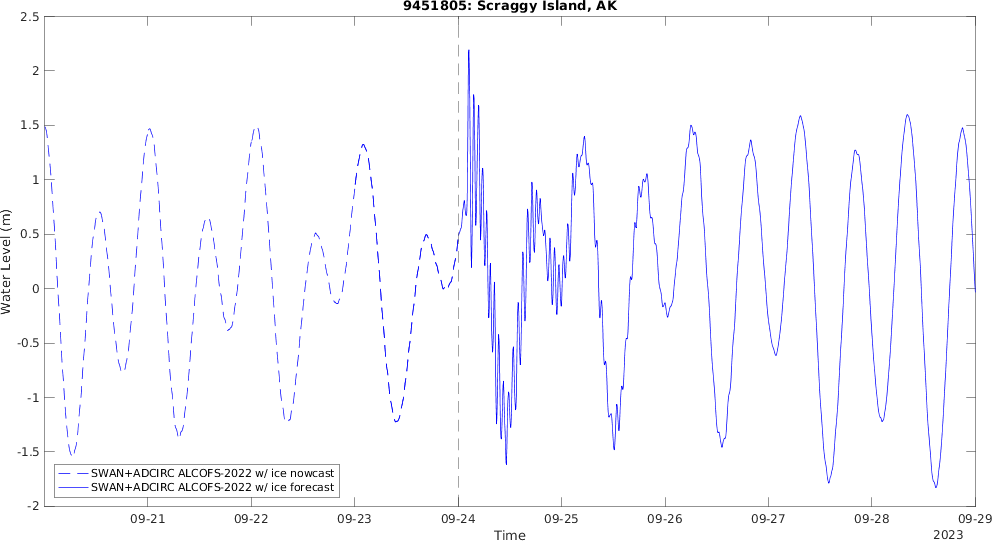 9451805: Scraggy Island, AK
2.5
2
1.5
1
0.5
0
-0.5
-1
-1.5
-2
Water Level (m)
SWAN+ADCIRC ALCOFS-2022 w/ ice nowcast
SWAN+ADCIRC ALCOFS-2022 w/ ice forecast
09-21 09-22 09-23 09-24 09-25 09-26 09-27 09-28 09-29
Time
2023